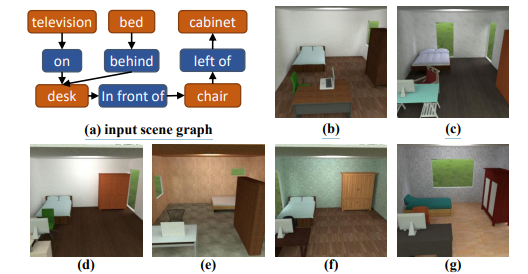 television bed cabinet
on behind left of
desk In front of chair
(a) input scene graph
(b)
(c)
(d)
(e)
(f)
(g)